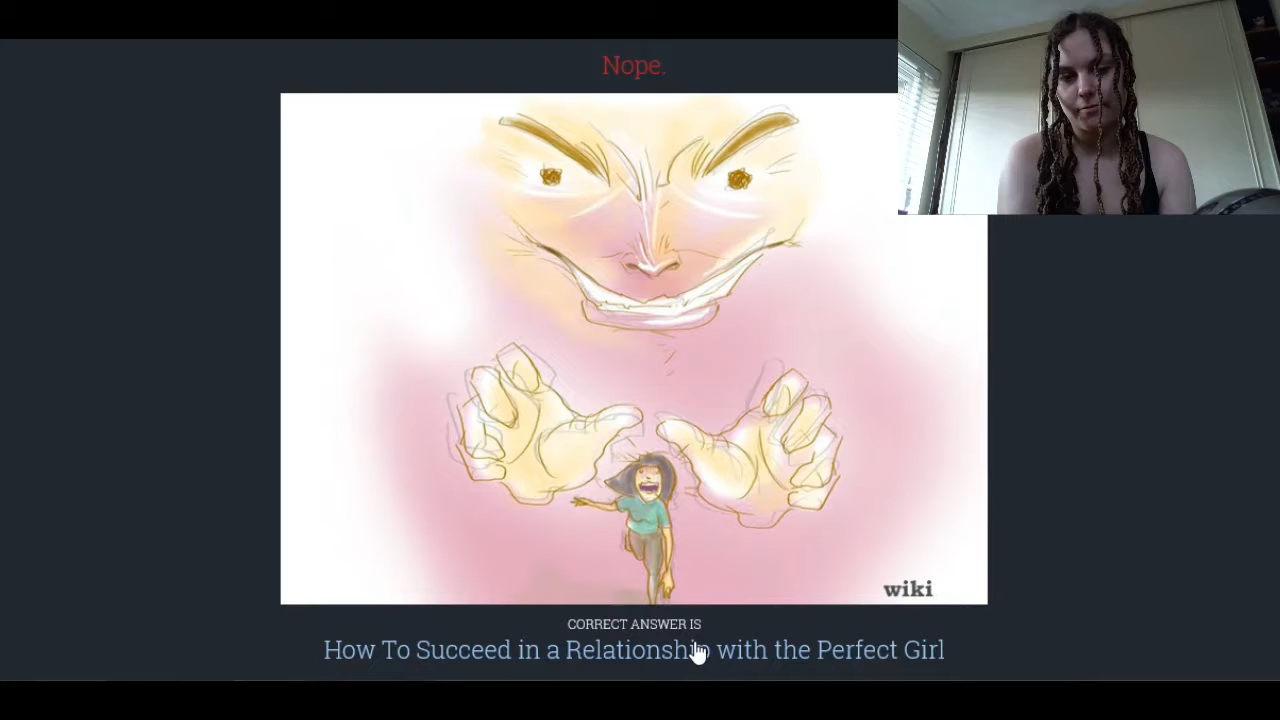 Nope.
wiki
CORRECT ANSWER IS
How To Succeed in a Relationship with the Perfect Girl